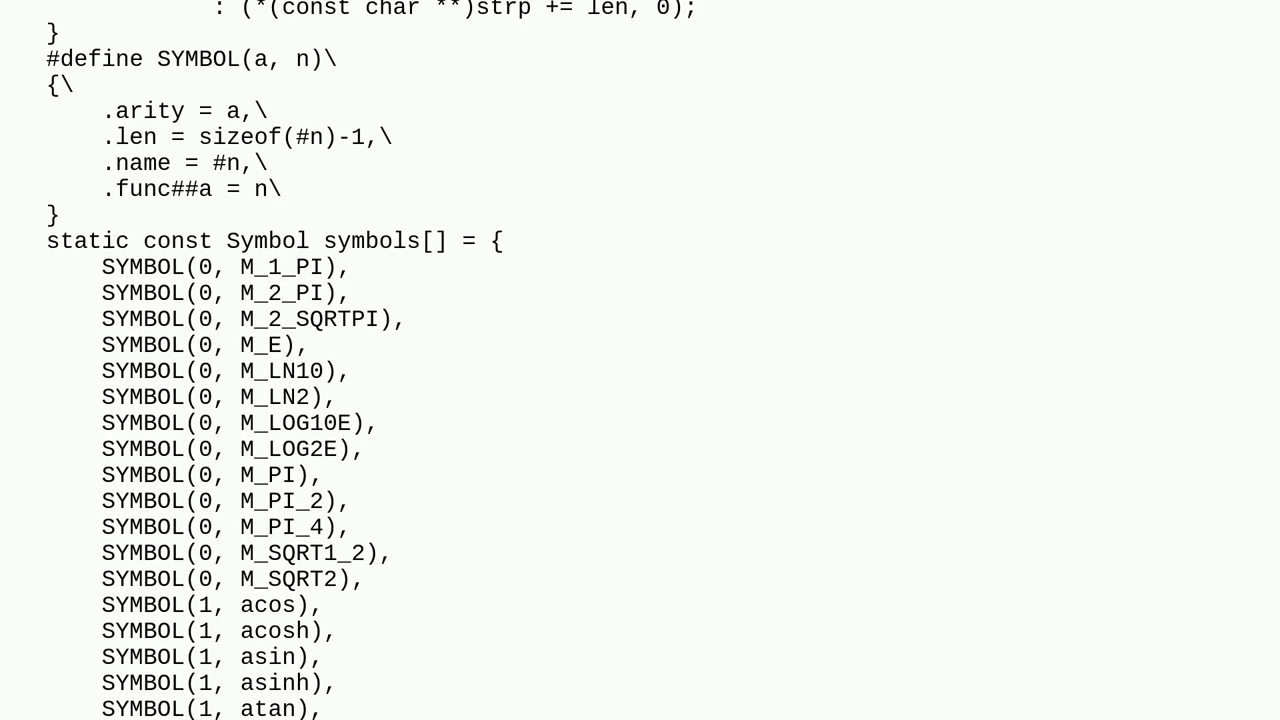 : (*(const char **)strp += len, 0);
}
#define SYMBOL(a, n)\
{\
    .arity = a,\
    .len = sizeof(#n)-1,\
    .name = #n,\
    .func##a = n\
}
static const Symbol symbols[] = {
    SYMBOL(0, M_1_PI),
    SYMBOL(0, M_2_PI),
    SYMBOL(0, M_2_SQRTPI),
    SYMBOL(0, M_E),
    SYMBOL(0, M_LN10),
    SYMBOL(0, M_LN2),
    SYMBOL(0, M_LOG10E),
    SYMBOL(0, M_LOG2E),
    SYMBOL(0, M_PI),
    SYMBOL(0, M_PI_2),
    SYMBOL(0, M_PI_4),
    SYMBOL(0, M_SQRT1_2),
    SYMBOL(0, M_SQRT2),
    SYMBOL(1, acos),
    SYMBOL(1, acosh),
    SYMBOL(1, asin),
    SYMBOL(1, asinh),
    SYMBOL(1, atan),